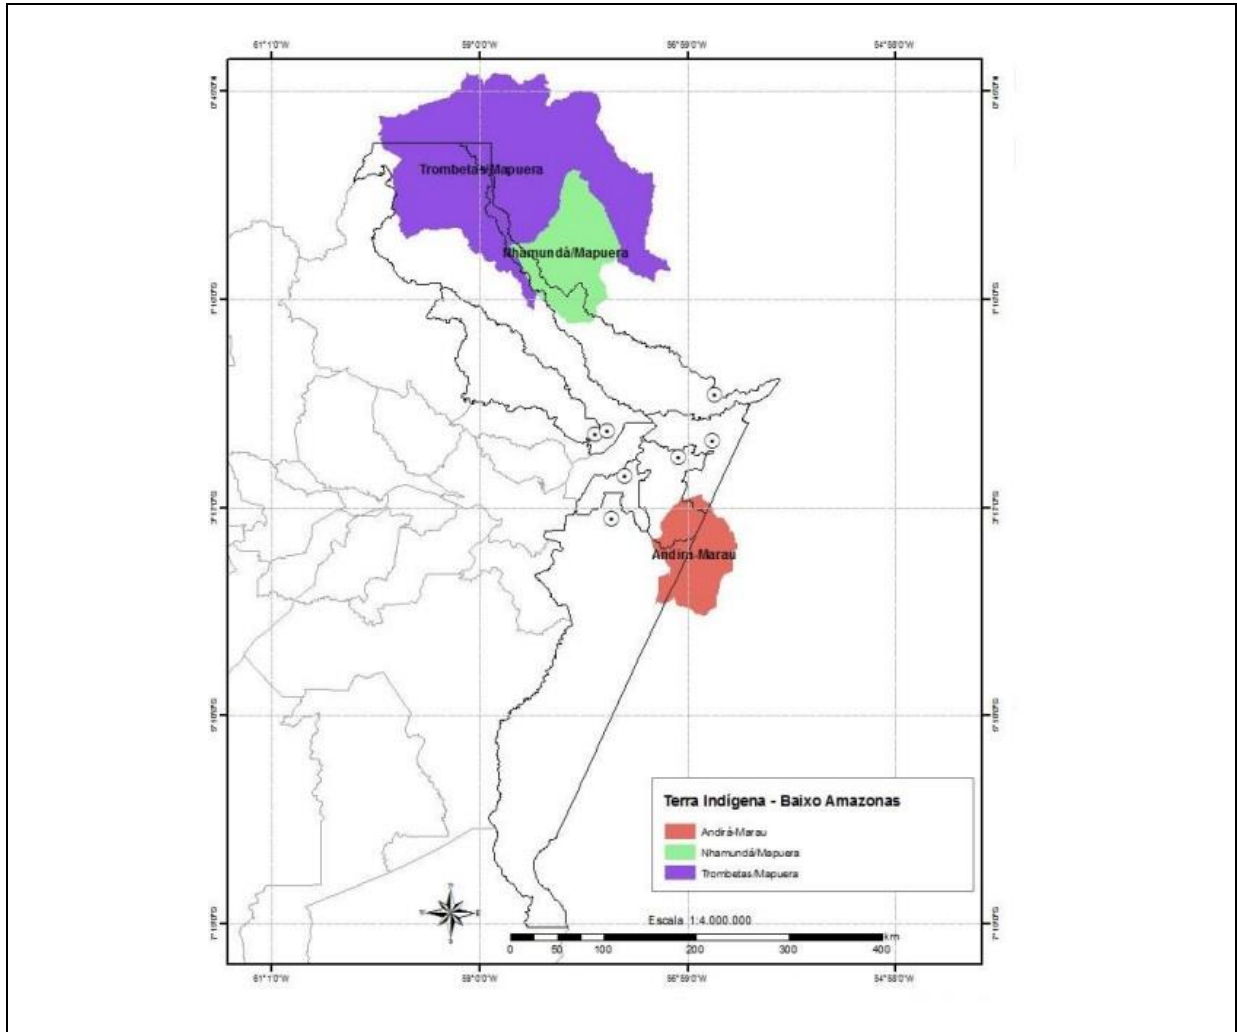 61°1'0"W 59°0'0"W 56°59'0"W 54°58'0"W
Trombetas/Mapuera
Nhamundá/Mapuera
Andirá-Marau
Terra Indígena - Baixo Amazonas
Andirá-Marau
Nhamundá/Mapuera
Trombetas/Mapuera
Escala 1:4.000.000
km
0 50 100 200 300 400
61°1'0"W 59°0'0"W 56°59'0"W 54°58'0"W